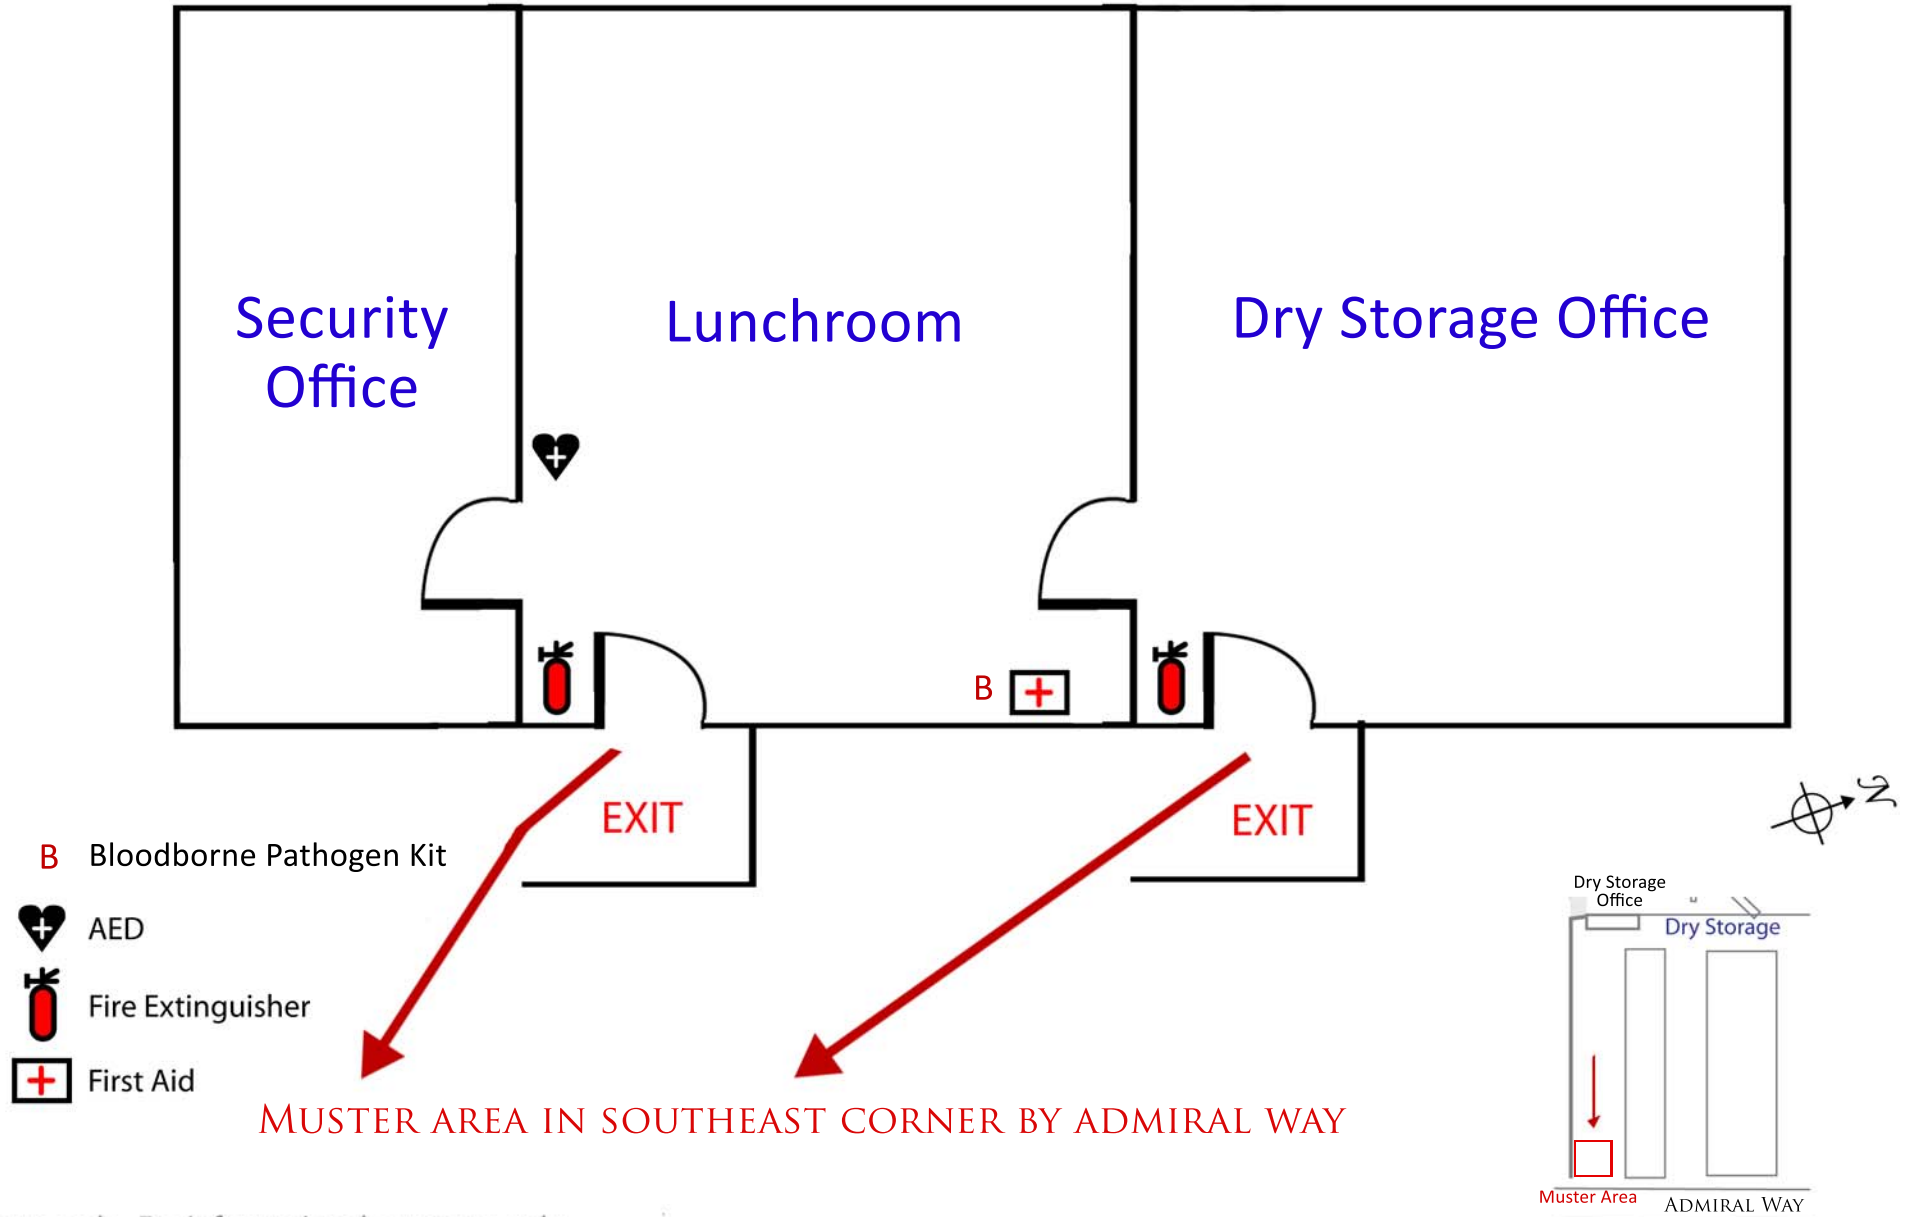 Security
Office
Lunchroom
Dry Storage Office
B
EXIT
EXIT
N
B Bloodborne Pathogen Kit
AED
Fire Extinguisher
First Aid
MUSTER AREA IN SOUTHEAST CORNER BY ADMIRAL WAY
Dry Storage
Office
Dry Storage
Muster Area
ADMIRAL WAY